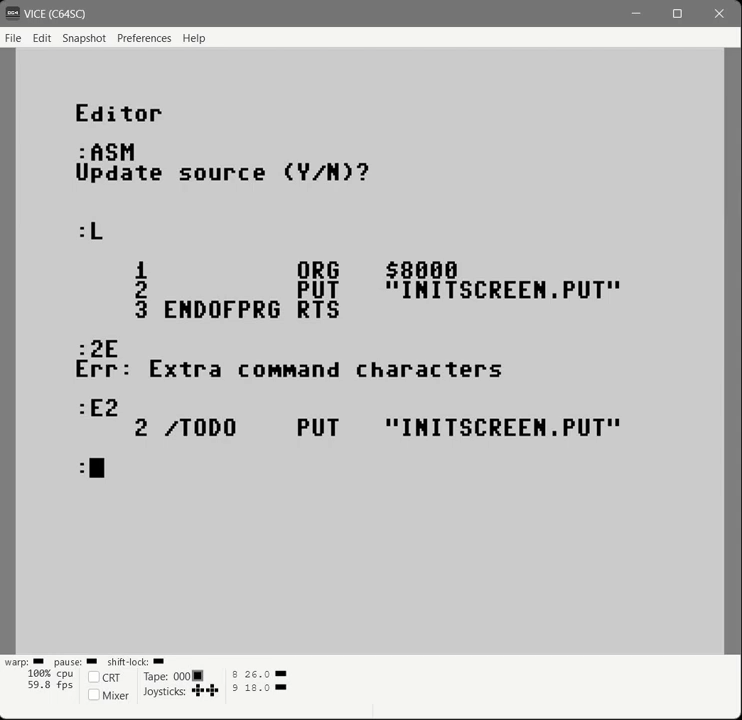 VICE (C64SC)
File Edit Snapshot Preferences Help
Editor
:ASM
Update source (Y/N)?
:L
1 ORG $8000
2 PUT "INITSCREEN.PUT"
3 ENDOFPRG RTS
:2E
Err: Extra command characters
:E2
2 /TODO PUT "INITSCREEN.PUT"
:
warp: pause: shift-lock:
100% cpu CRT Tape: 000 8 26.0
59.8 fps Mixer Joysticks: 9 18.0